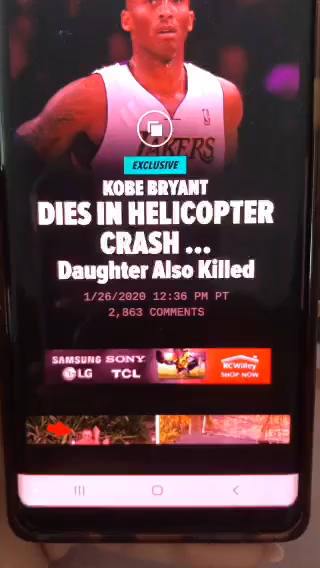 LAKERS
EXCLUSIVE
KOBE BRYANT
DIES IN HELICOPTER
CRASH ...
Daughter Also Killed
1/26/2020 12:36 PM PT
2,863 COMMENTS
SAMSUNG SONY
LG TCL
RCWilley
SHOP NOW